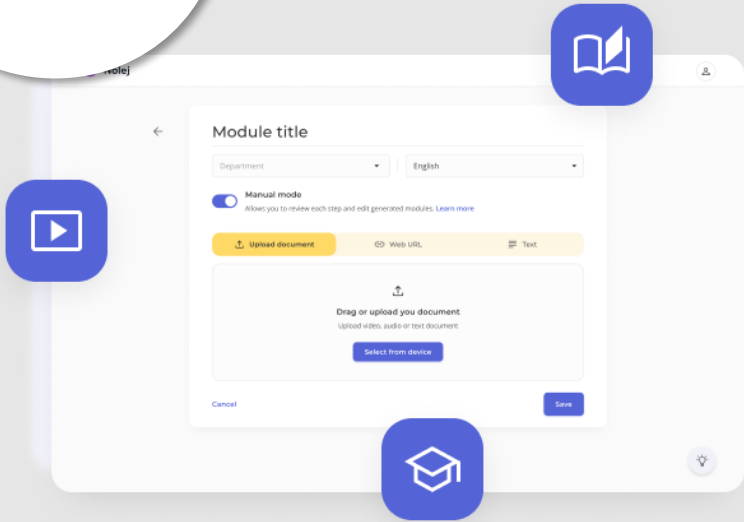 Nolej
Module title
Department
English
Manual mode
Allows you to review each step and edit generated modules. Learn more
Upload document
Web URL
Text
Drag or upload you document
Upload video, audio or text document
Select from device
Cancel
Save